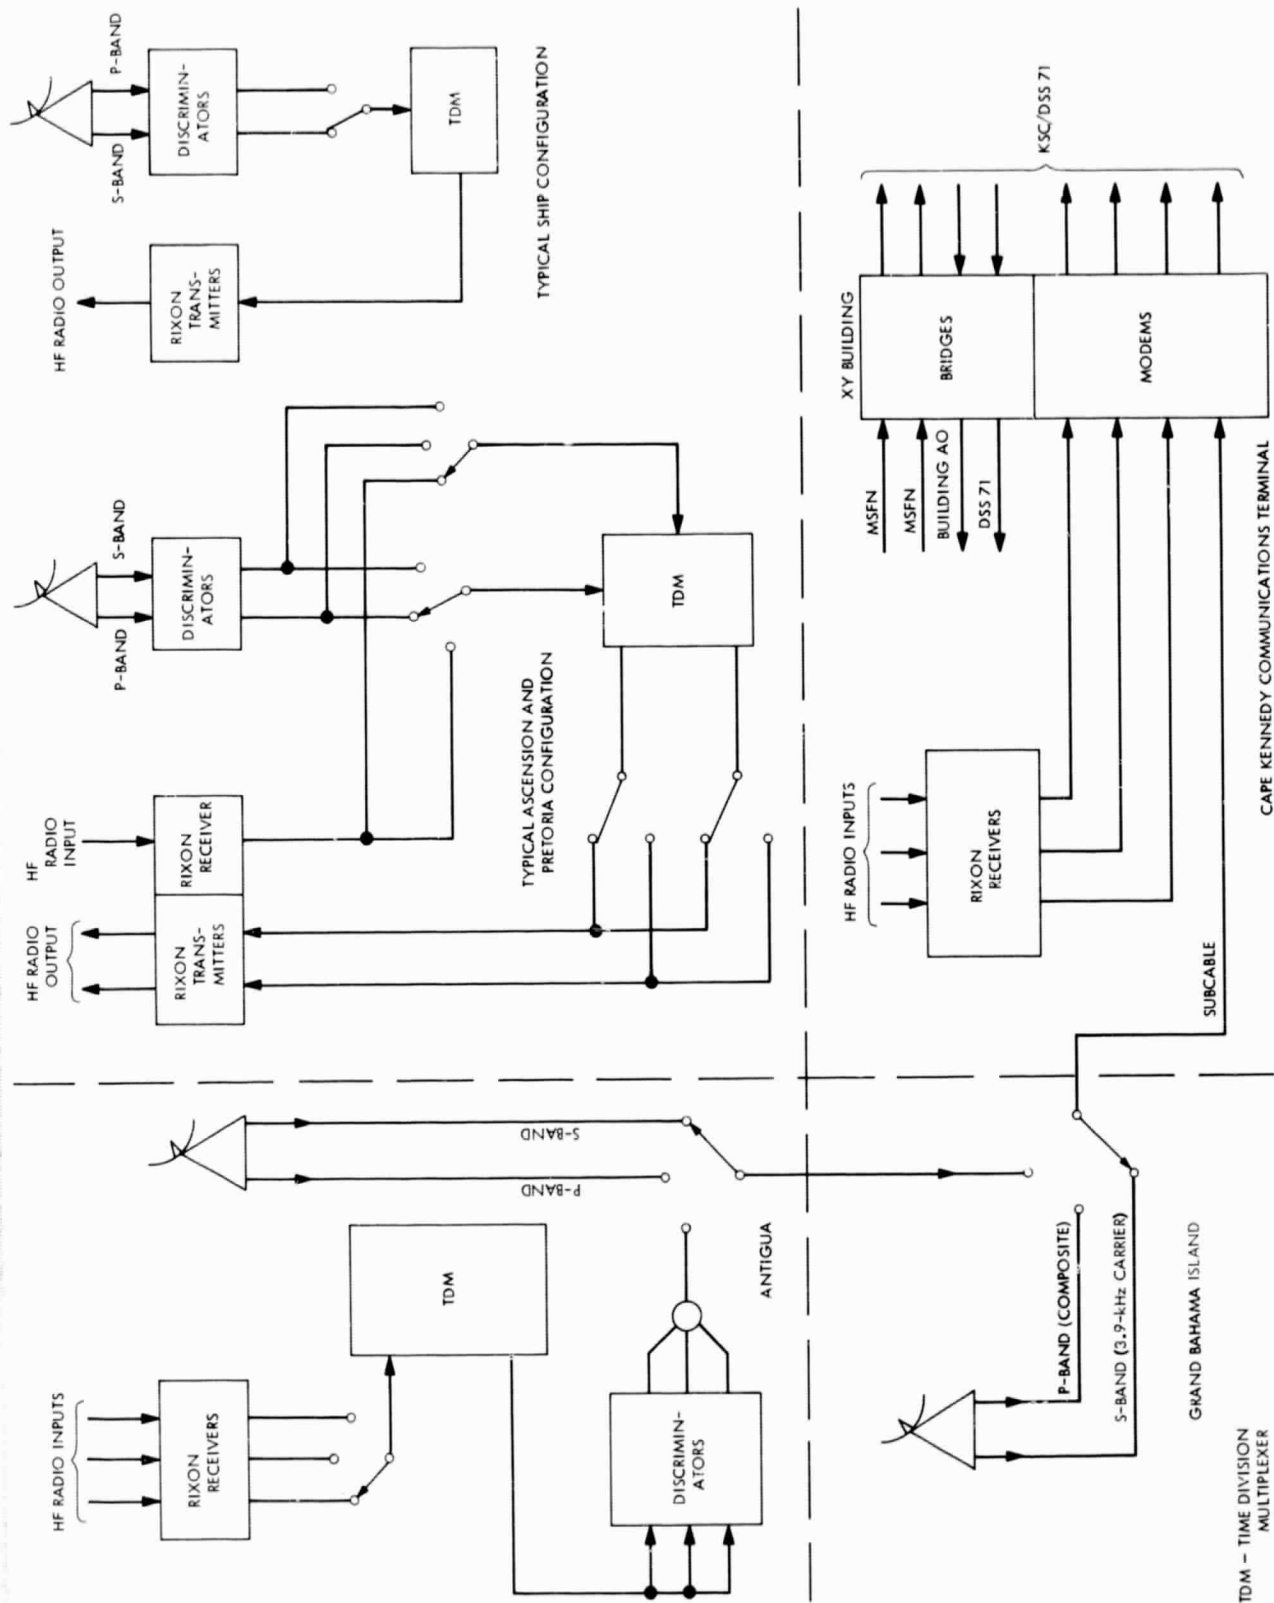 HF RADIO INPUTS
RIXON
RECEIVERS
TDM
DISCRIMIN-
ATORS
ANTIGUA
P-BAND
S-BAND
HF RADIO
OUTPUT
HF
RADIO
INPUT
RIXON
TRANS-
MITTERS
RIXON
RECEIVER
P-BAND
S-BAND
DISCRIMIN-
ATORS
TDM
TYPICAL ASCENSION AND
PRETORIA CONFIGURATION
HF RADIO OUTPUT
RIXON
TRANS-
MITTERS
S-BAND
P-BAND
DISCRIMIN-
ATORS
TDM
TYPICAL SHIP CONFIGURATION
P-BAND (COMPOSITE)
S-BAND (3.9-kHz CARRIER)
GRAND BAHAMA ISLAND
TDM - TIME DIVISION
MULTIPLEXER
SUBCABLE
HF RADIO INPUTS
RIXON
RECEIVERS
XY BUILDING
MSFN
MSFN
BUILDING AO
DSS 71
BRIDGES
MODEMS
KSC/DSS 71
CAPE KENNEDY COMMUNICATIONS TERMINAL